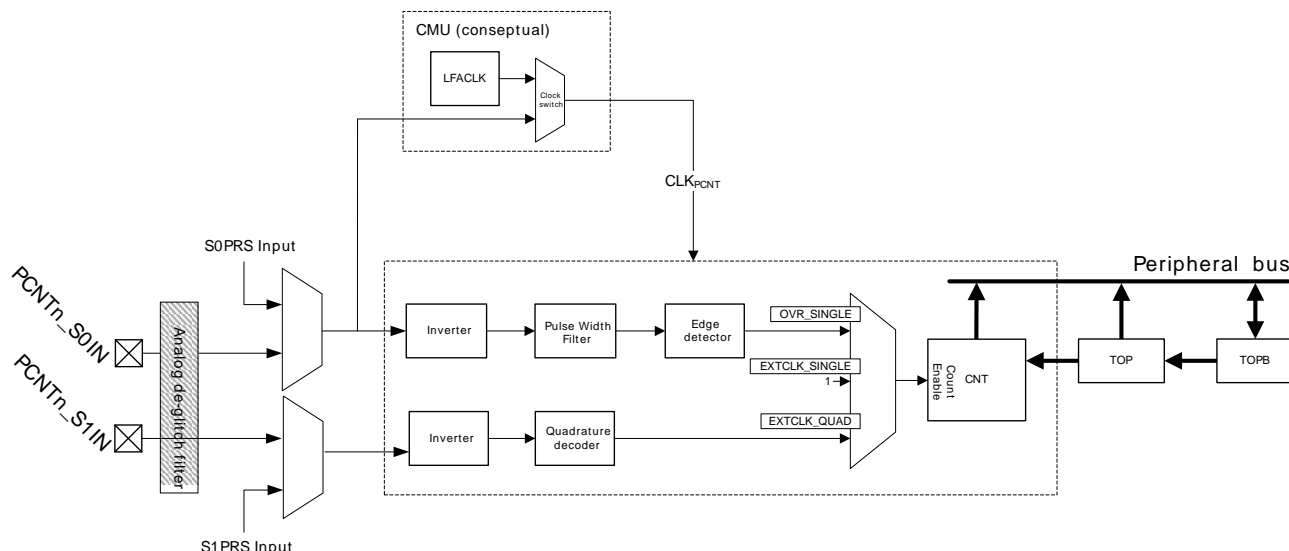 CMU (conseptual)
LFACLK
Clock
switch
CLKPCNT
S0PRS Input
PCNTn_S0IN
PCNTn_S1IN
Analog de-glitch filter
S1PRS Input
Inverter
Pulse Width
Filter
Edge
detector
OVR_SINGLE
EXTCLK_SINGLE
1
EXTCLK_QUAD
Inverter
Quadrature
decoder
Count
Enable
CNT
TOP
TOPB
Peripheral bus